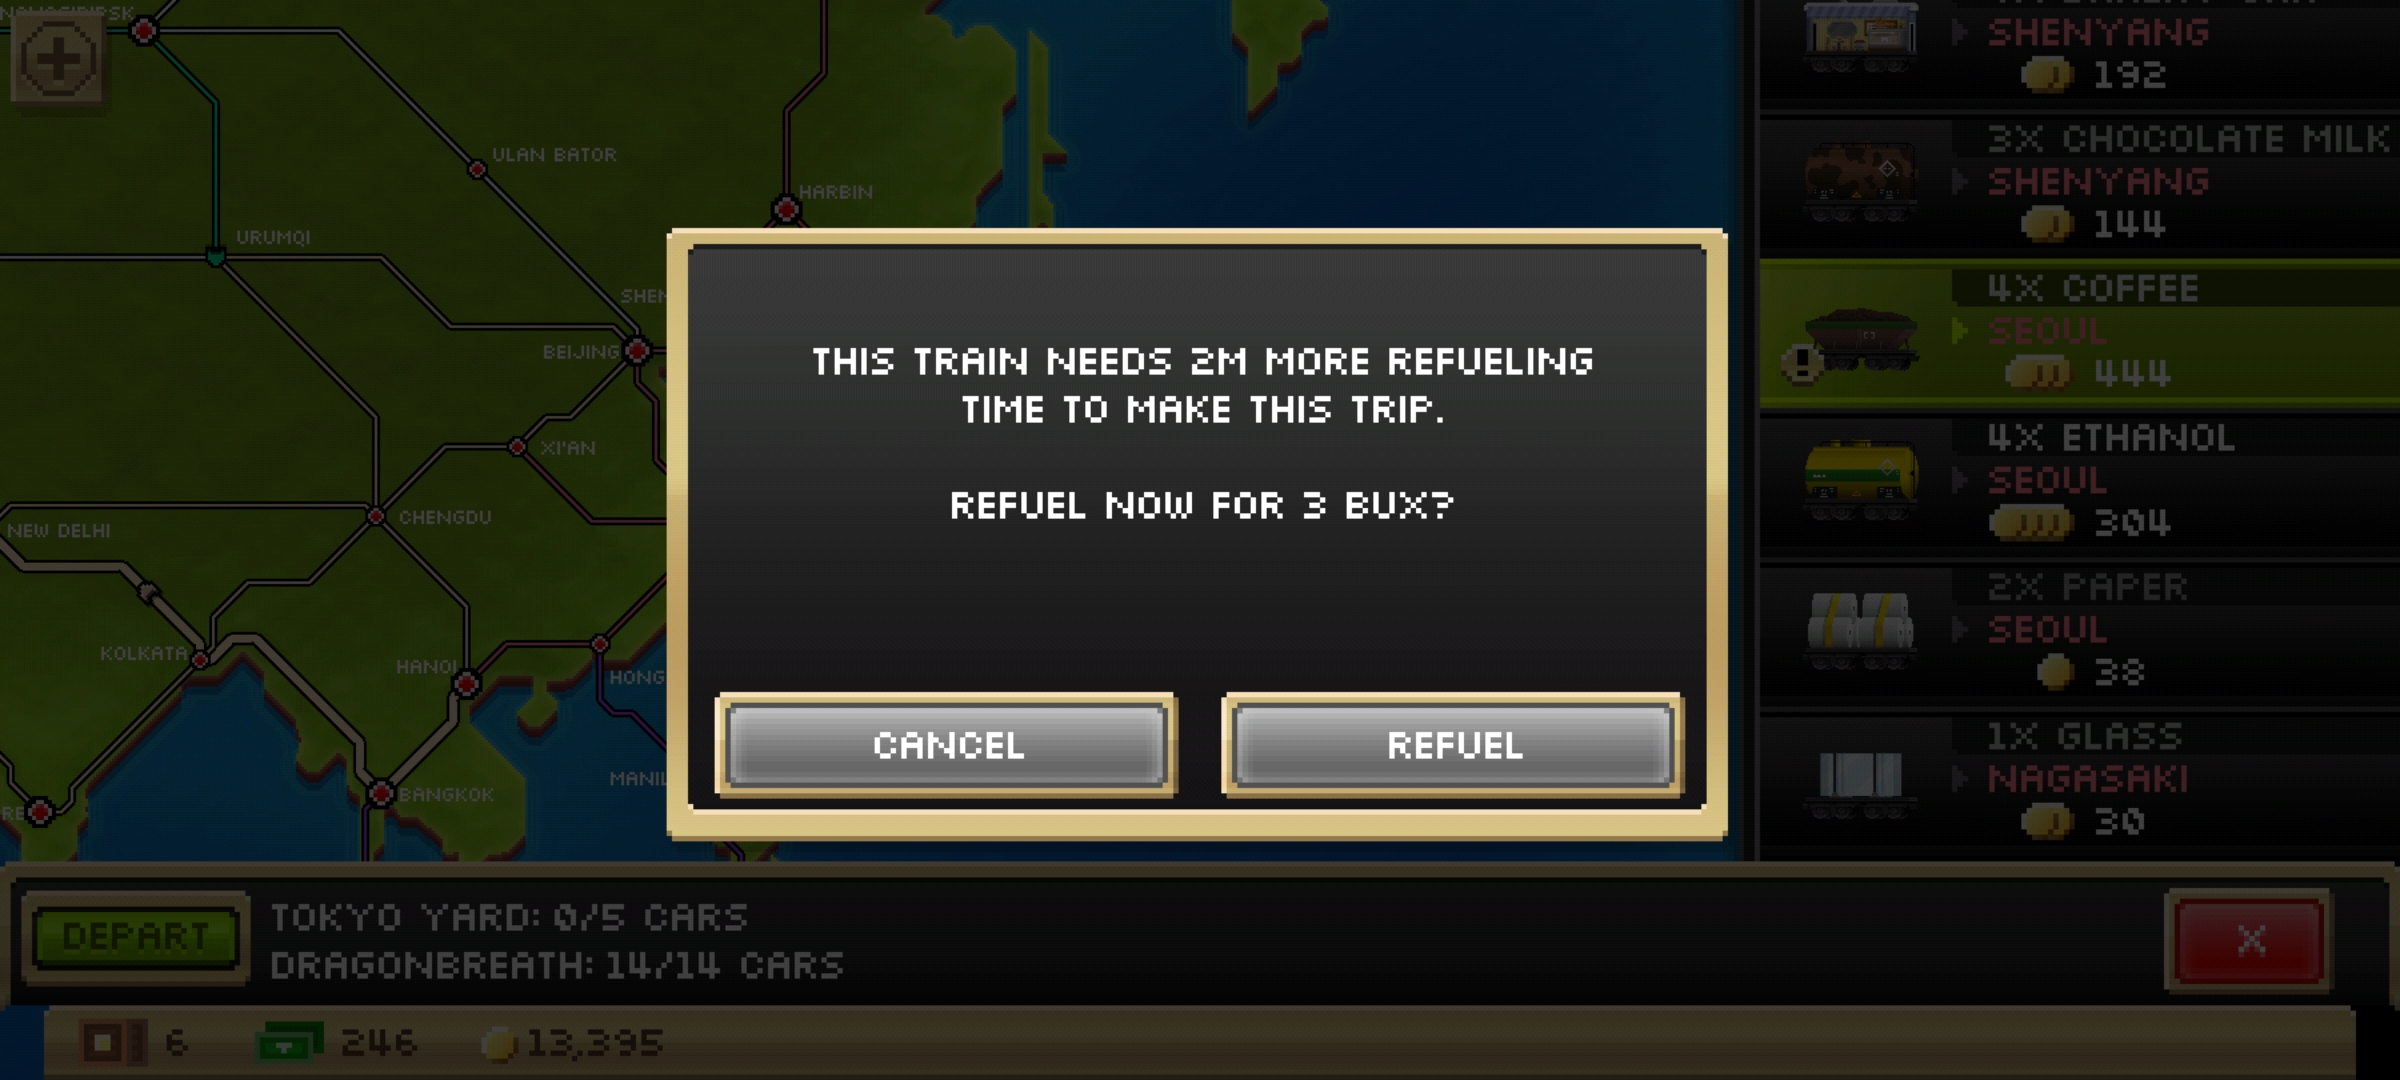 ULAN BATOR
HARBIN
URUMQI
SHEN
BEIJING
XI'AN
CHENGDU
NEW DELHI
KOLKATA
HANOI
HONG
MANIL
BANGKOK
RE
THIS TRAIN NEEDS 2M MORE REFUELING
TIME TO MAKE THIS TRIP.
REFUEL NOW FOR 3 BUX?
CANCEL
REFUEL
SHENYANG
192
3X CHOCOLATE MILK
SHENYANG
144
4X COFFEE
SEOUL
444
4X ETHANOL
SEOUL
304
2X PAPER
SEOUL
38
1X GLASS
NAGASAKI
30
DEPART
TOKYO YARD: 0/5 CARS
DRAGONBREATH: 14/14 CARS
X
6
246
13,395